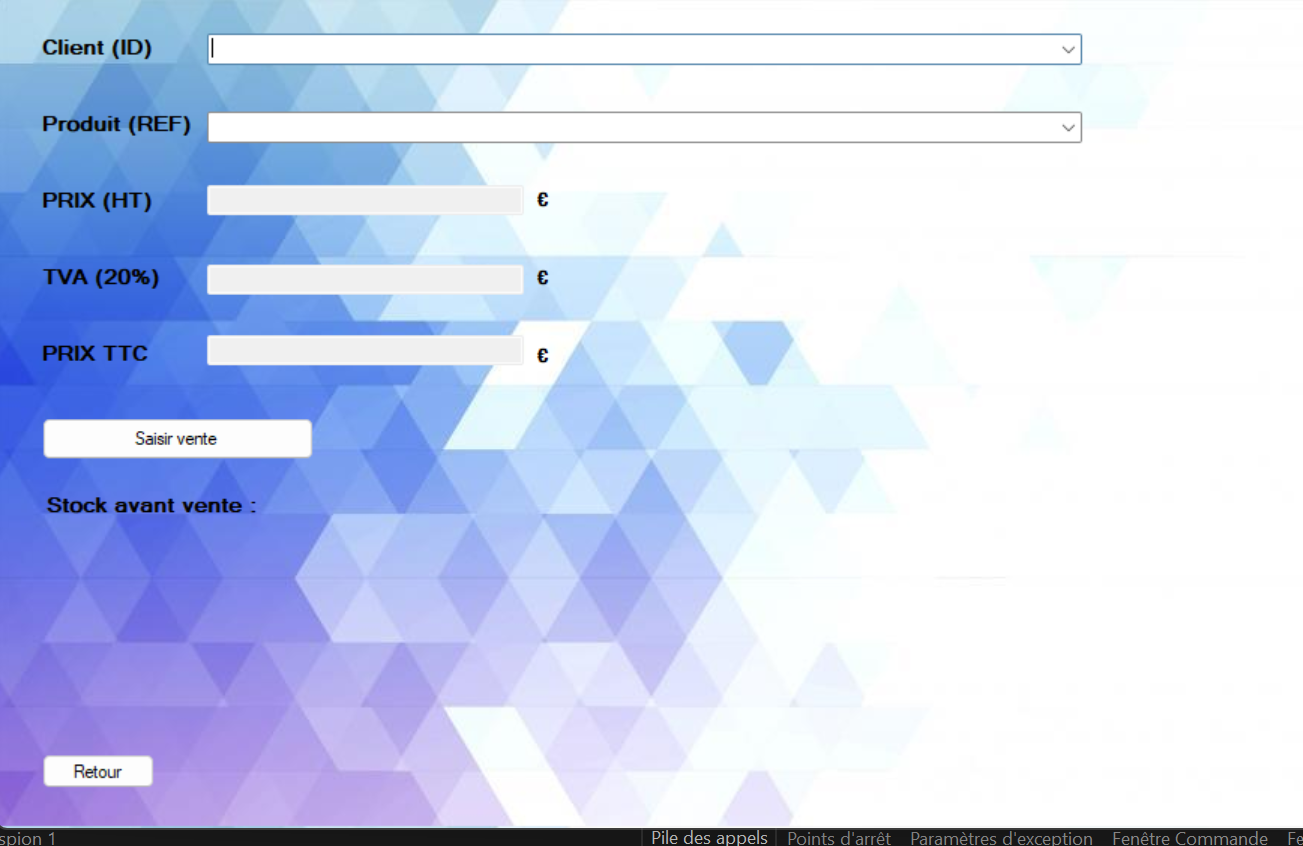 Client (ID)
Produit (REF)
PRIX (HT) €
TVA (20%) €
PRIX TTC €
Saisir vente
Stock avant vente :
Retour
spion 1 Pile des appels Points d'arrêt Paramètres d'exception Fenêtre Commande Fe